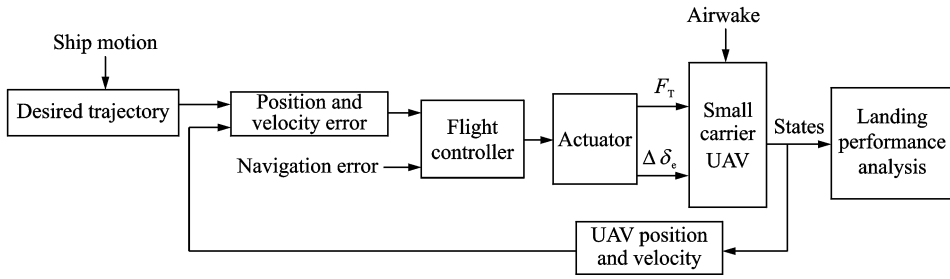 Airwake
Ship motion
Desired trajectory
Position and
velocity error
Navigation error
Flight
controller
Actuator
F_T
Δ δ_e
Small
carrier
UAV
States
Landing
performance
analysis
UAV position
and velocity